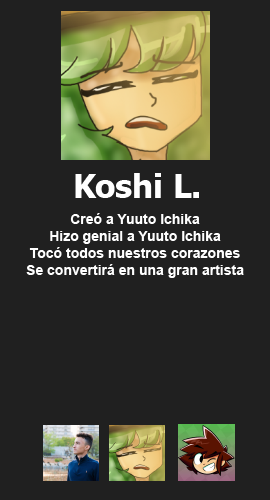 Koshi L.
Creó a Yuuto Ichika
Hizo genial a Yuuto Ichika
Tocó todos nuestros corazones
Se convertirá en una gran artista